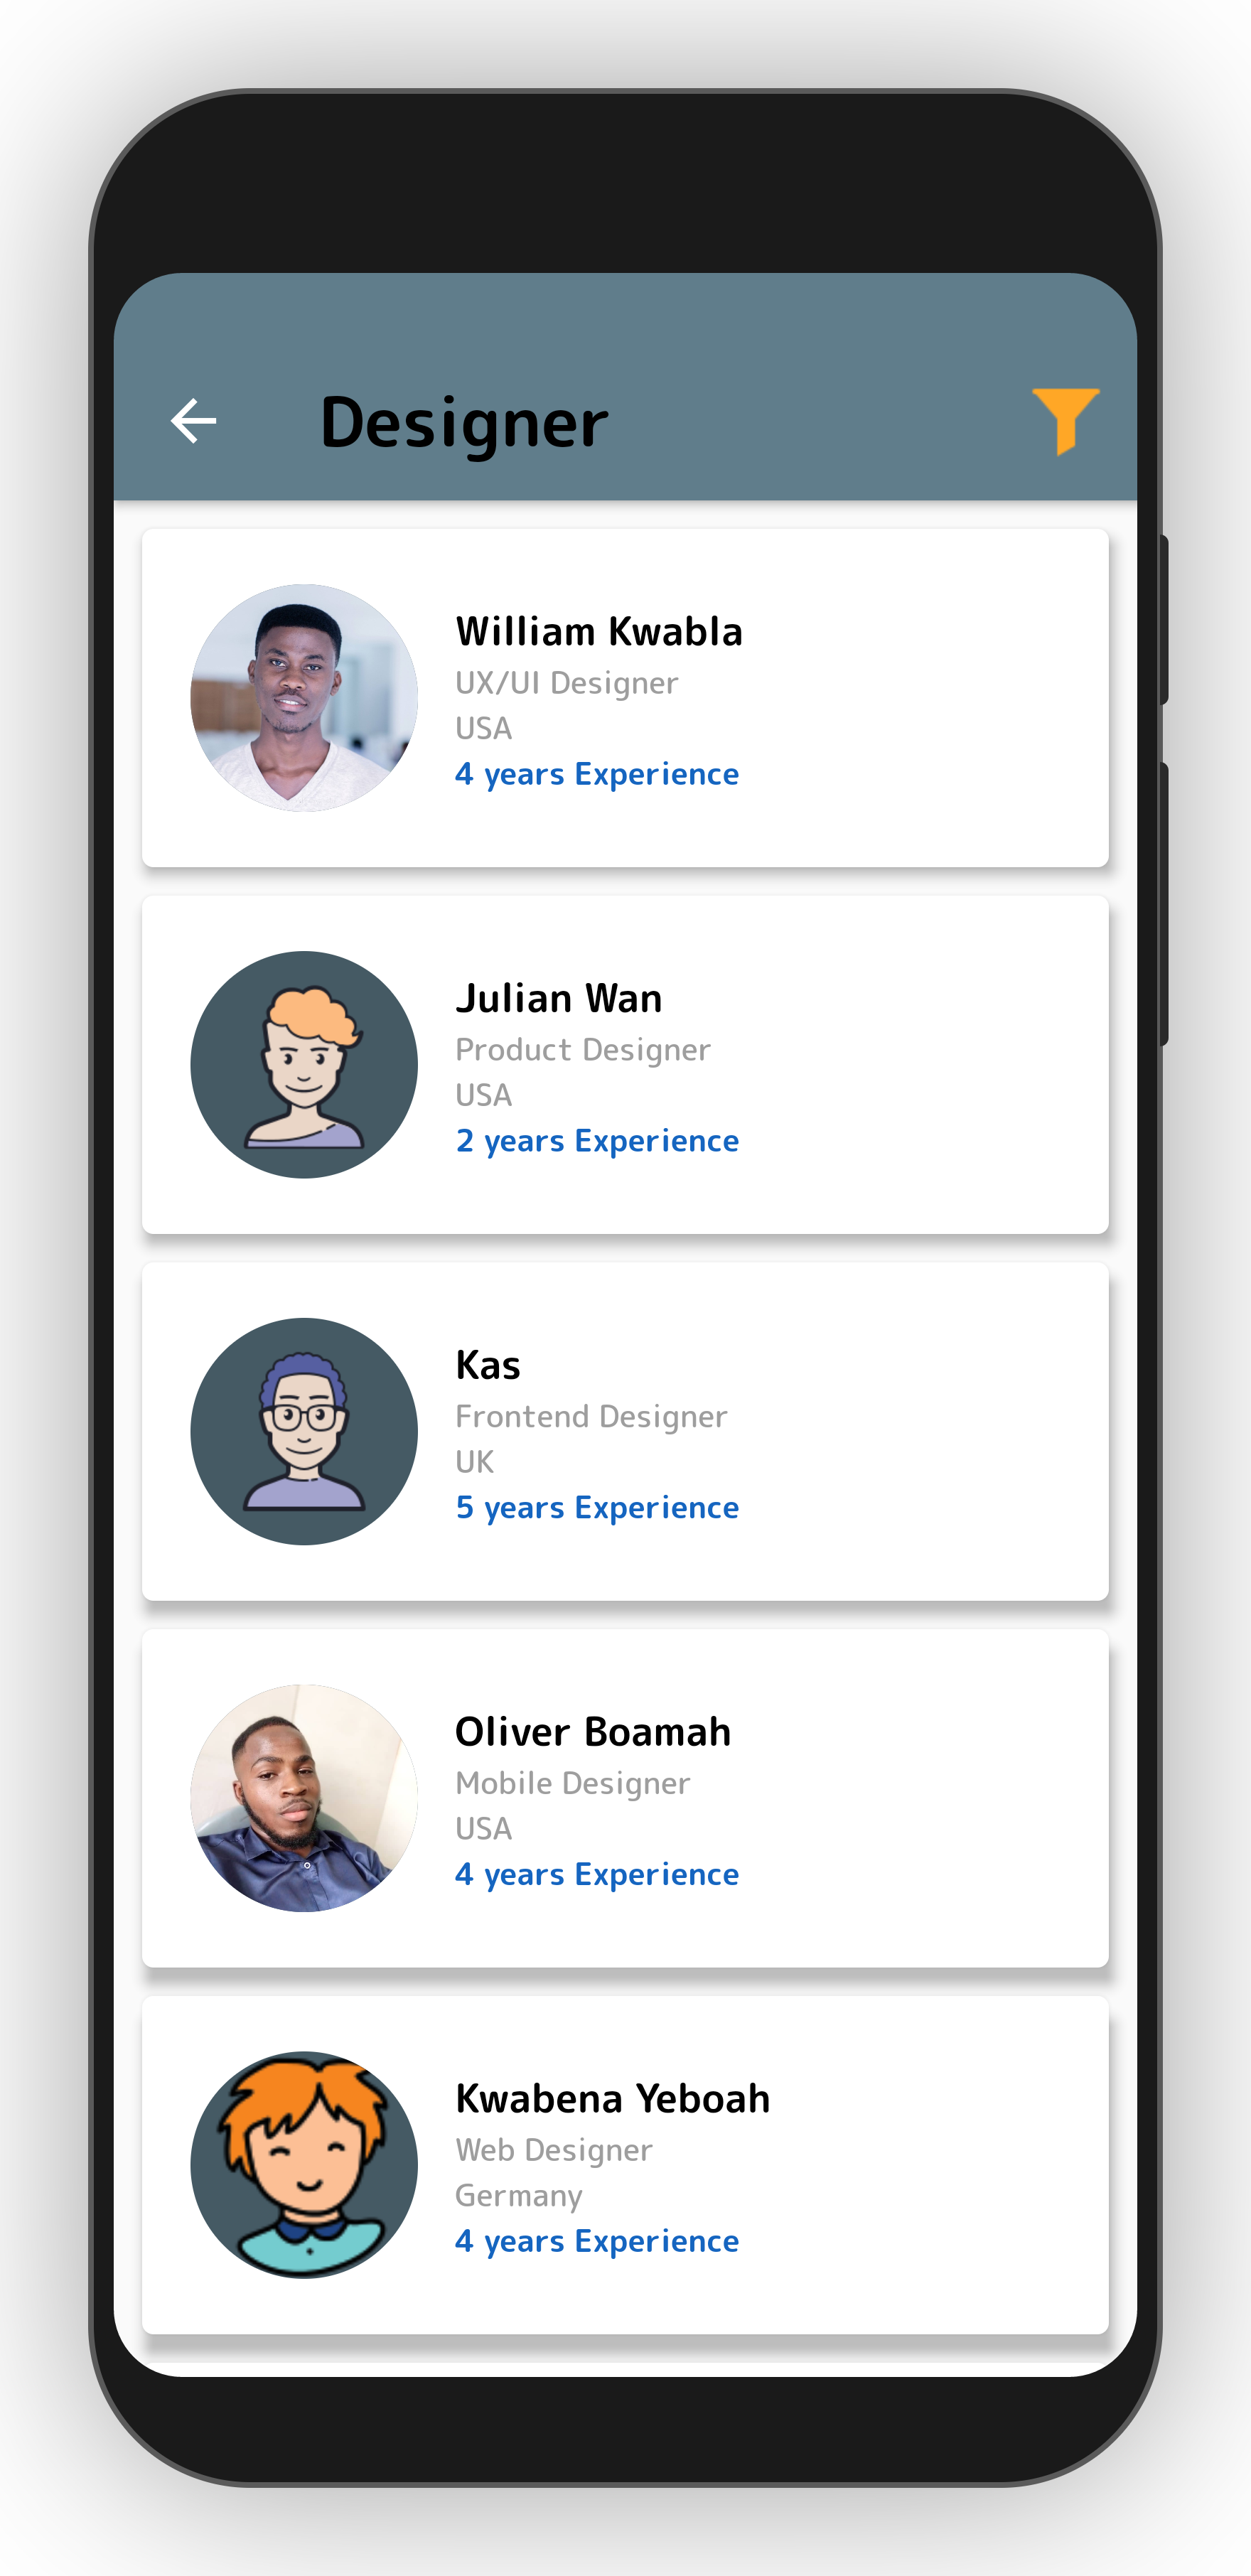 Designer
William Kwabla
UX/UI Designer
USA
4 years Experience
Julian Wan
Product Designer
USA
2 years Experience
Kas
Frontend Designer
UK
5 years Experience
Oliver Boamah
Mobile Designer
USA
4 years Experience
Kwabena Yeboah
Web Designer
Germany
4 years Experience